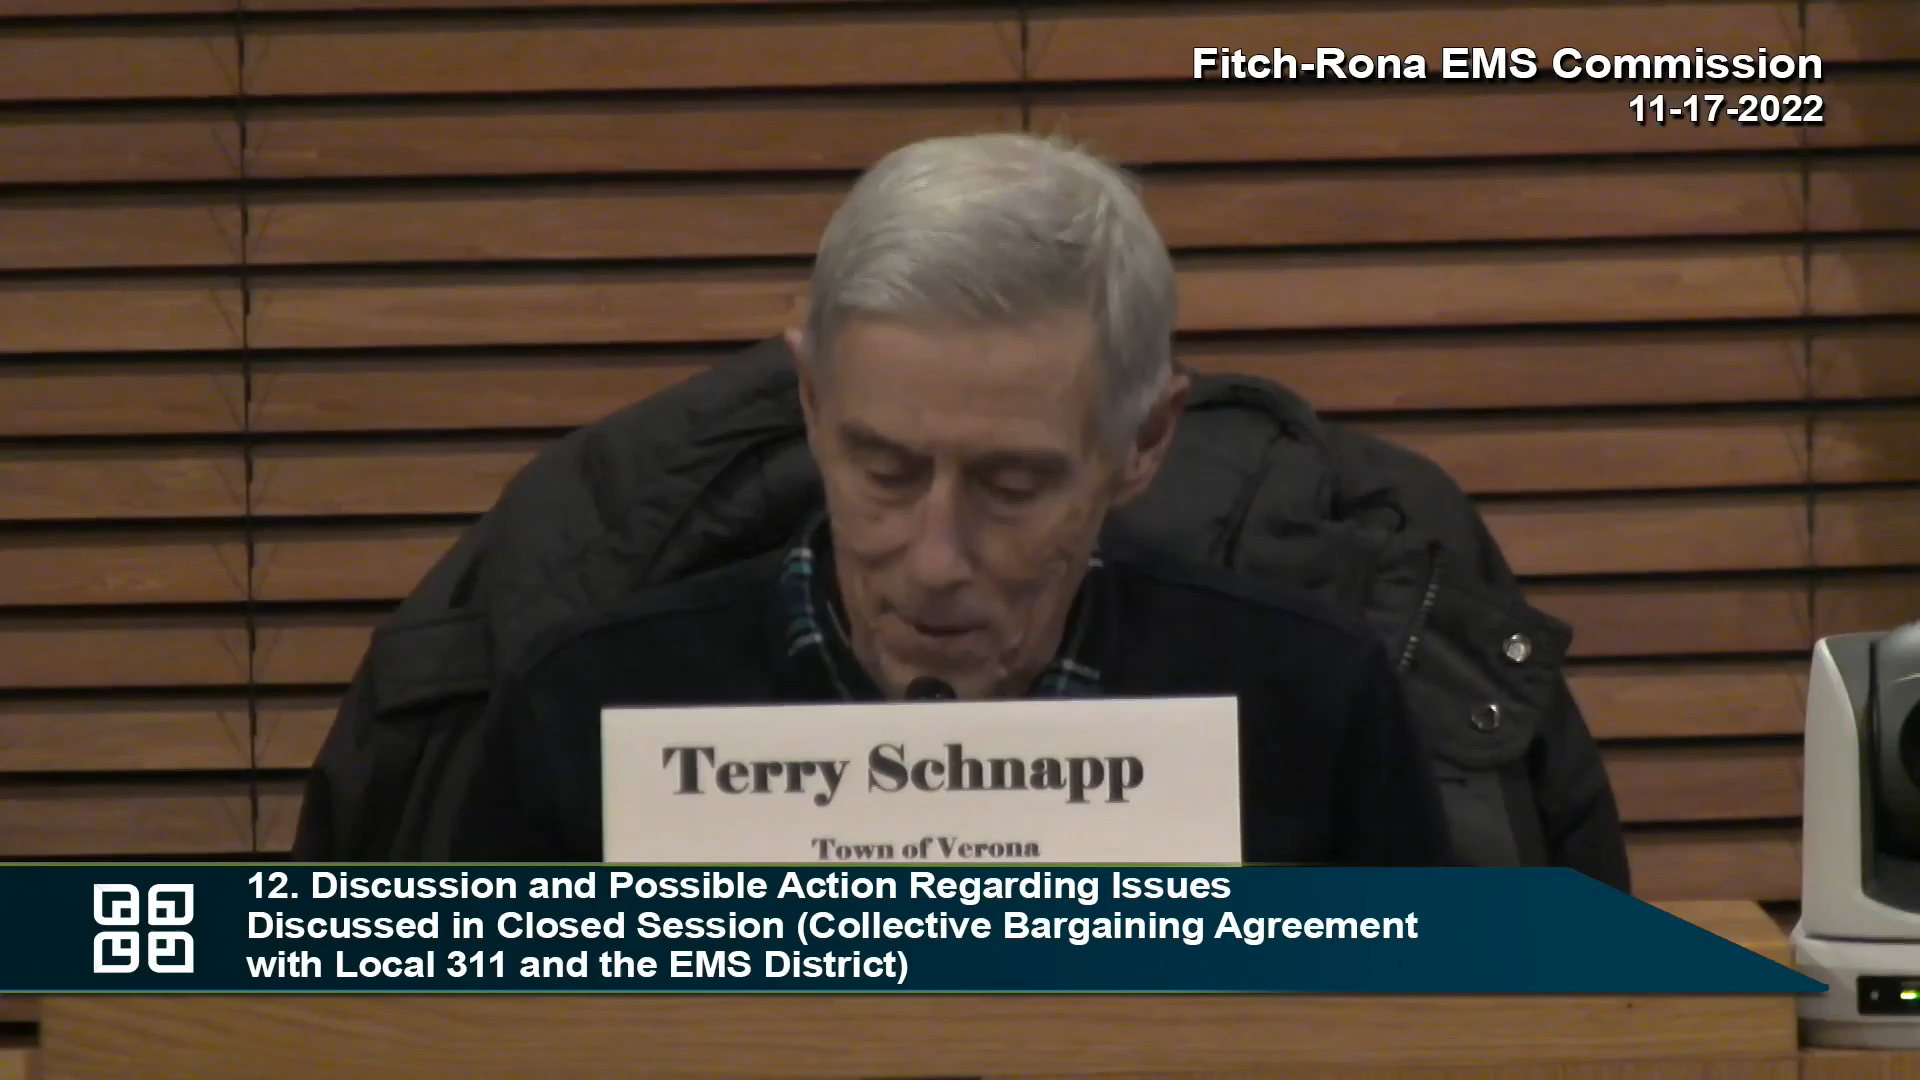 Fitch-Rona EMS Commission
11-17-2022
Terry Schnapp
Town of Verona
12. Discussion and Possible Action Regarding Issues
Discussed in Closed Session (Collective Bargaining Agreement
with Local 311 and the EMS District)